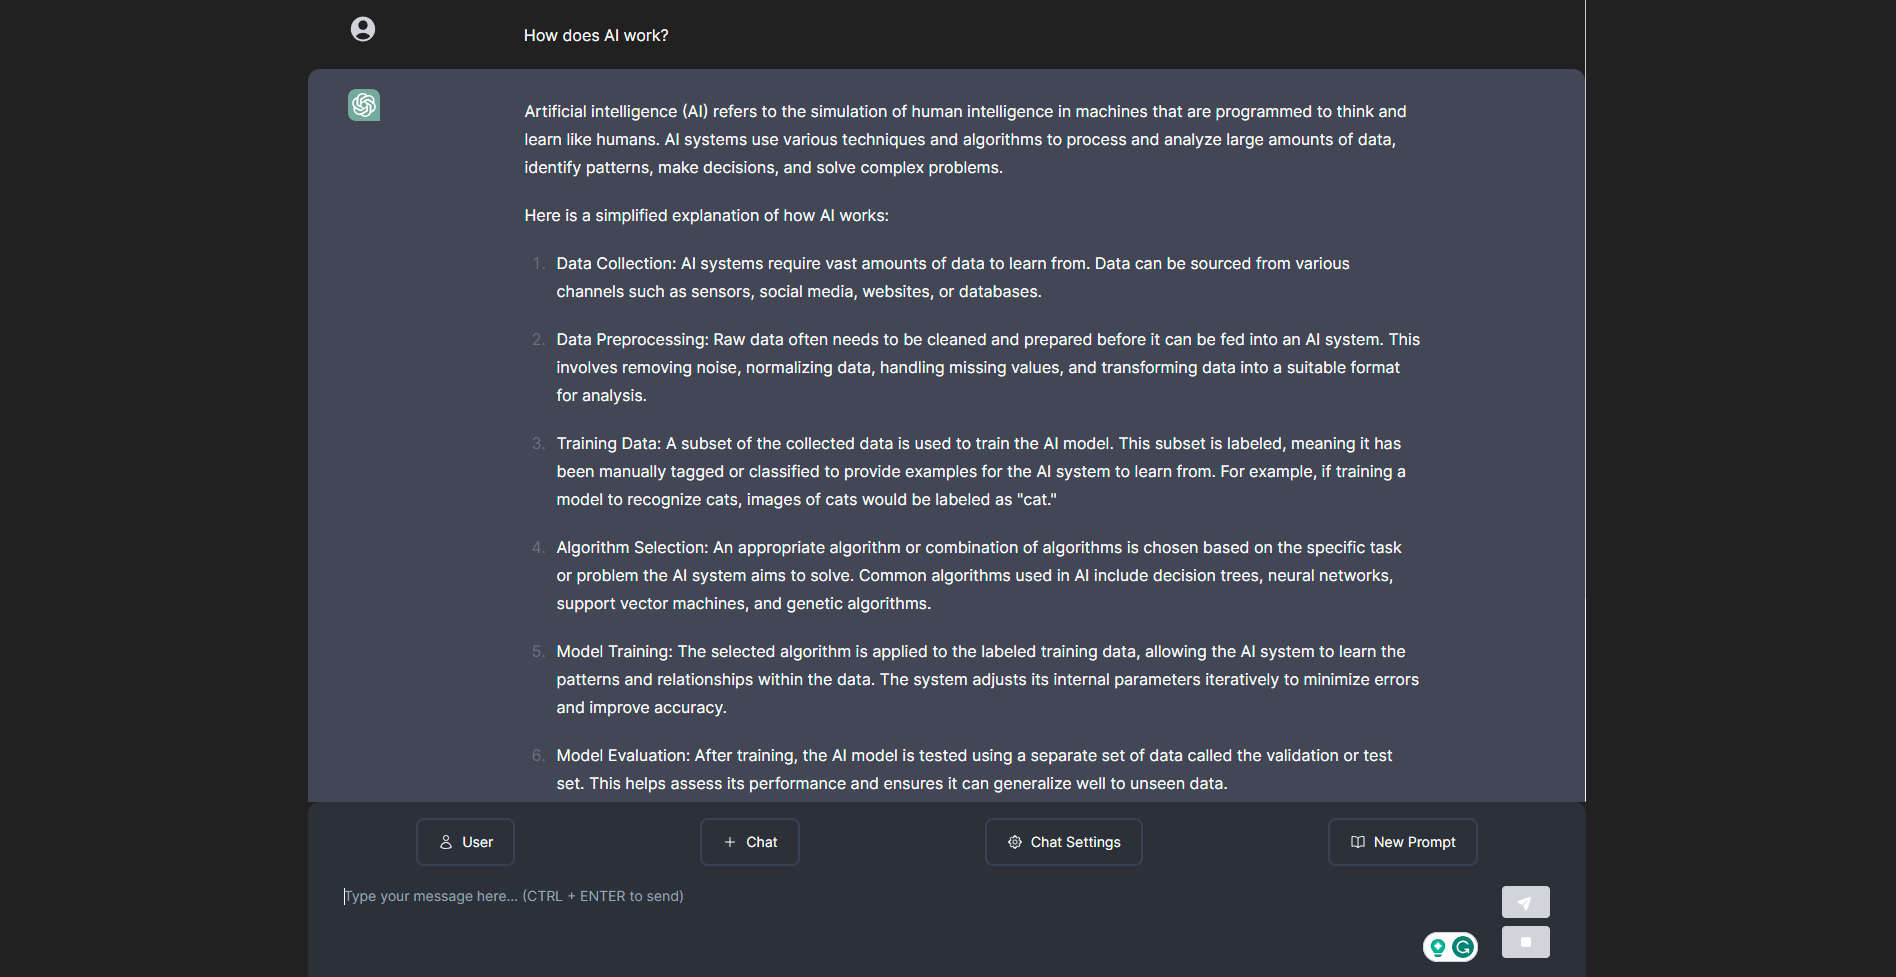 How does AI work?
Artificial intelligence (AI) refers to the simulation of human intelligence in machines that are programmed to think and
learn like humans. AI systems use various techniques and algorithms to process and analyze large amounts of data,
identify patterns, make decisions, and solve complex problems.
Here is a simplified explanation of how AI works:
1. Data Collection: AI systems require vast amounts of data to learn from. Data can be sourced from various
channels such as sensors, social media, websites, or databases.
2. Data Preprocessing: Raw data often needs to be cleaned and prepared before it can be fed into an AI system. This
involves removing noise, normalizing data, handling missing values, and transforming data into a suitable format
for analysis.
3. Training Data: A subset of the collected data is used to train the AI model. This subset is labeled, meaning it has
been manually tagged or classified to provide examples for the AI system to learn from. For example, if training a
model to recognize cats, images of cats would be labeled as "cat."
4. Algorithm Selection: An appropriate algorithm or combination of algorithms is chosen based on the specific task
or problem the AI system aims to solve. Common algorithms used in AI include decision trees, neural networks,
support vector machines, and genetic algorithms.
5. Model Training: The selected algorithm is applied to the labeled training data, allowing the AI system to learn the
patterns and relationships within the data. The system adjusts its internal parameters iteratively to minimize errors
and improve accuracy.
6. Model Evaluation: After training, the AI model is tested using a separate set of data called the validation or test
set. This helps assess its performance and ensures it can generalize well to unseen data.
User
Chat
Chat Settings
New Prompt
Type your message here... (CTRL + ENTER to send)